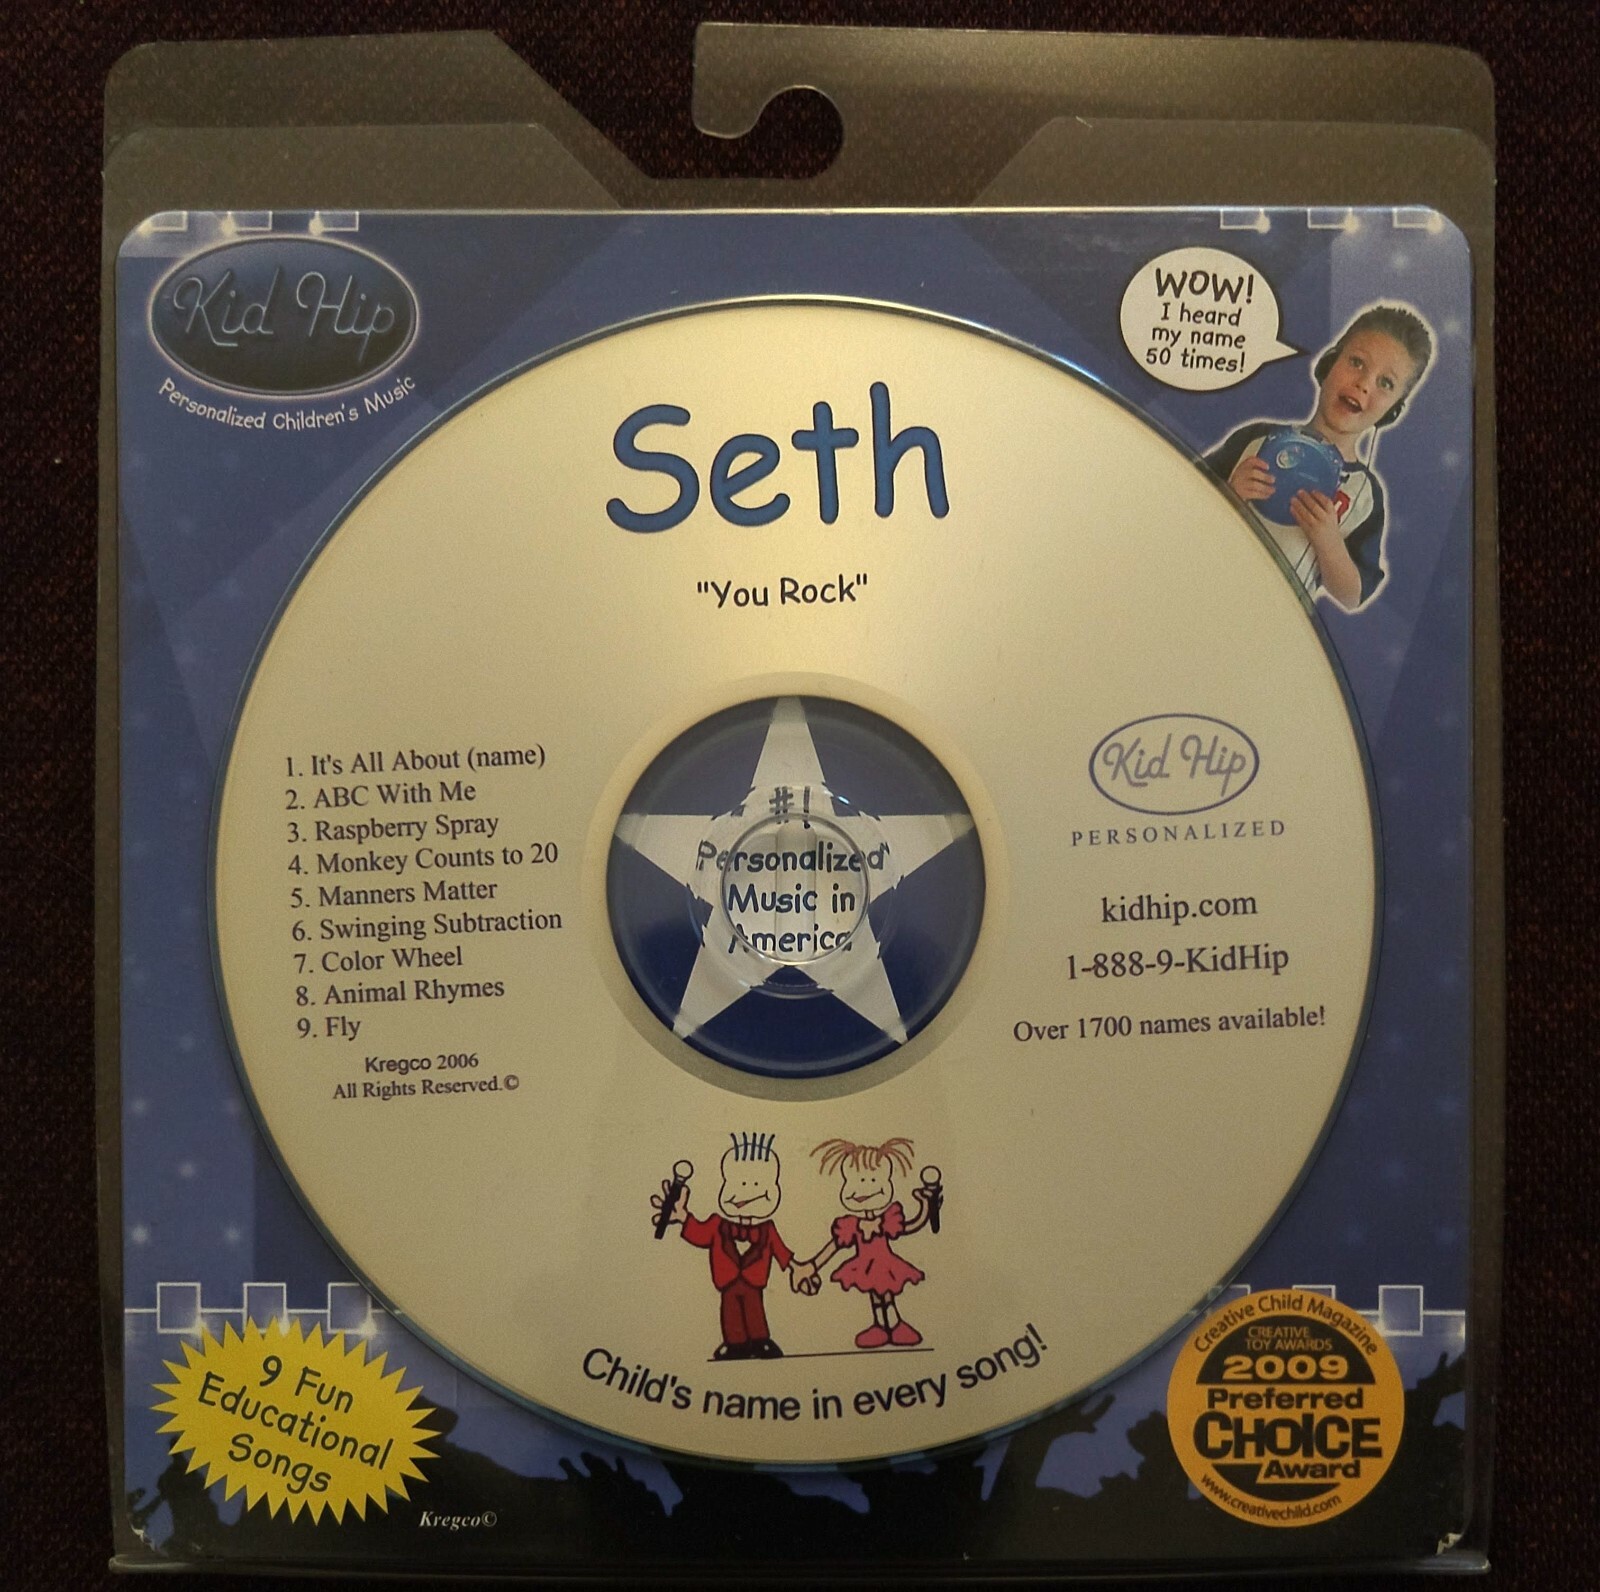 Kid Hip
Personalized Children's Music
WOW!
I heard
my name
50 times!
Seth
"You Rock"
1. It's All About (name)
2. ABC With Me
3. Raspberry Spray
4. Monkey Counts to 20
5. Manners Matter
6. Swinging Subtraction
7. Color Wheel
8. Animal Rhymes
9. Fly
Kregco 2006
All Rights Reserved.©
#1
Personalized
Music in
America
Kid Hip
PERSONALIZED
kidhip.com
1-888-9-KidHip
Over 1700 names available!
Child's name in every song!
9 Fun
Educational
Songs
Kregco©
Creative Child Magazine
CREATIVE
TOY AWARDS
2009
Preferred
CHOICE
Award
www.creativechild.com